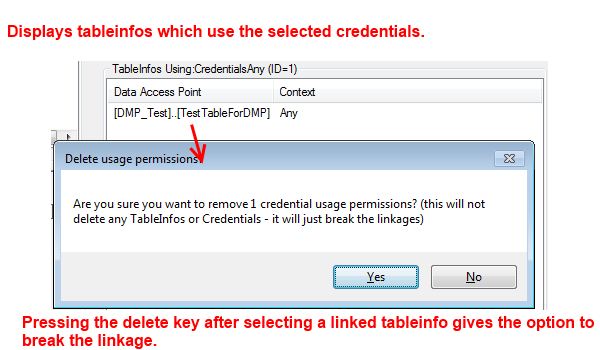 Displays tableinfos which use the selected credentials.
TableInfos Using:CredentialsAny (ID=1)
Data Access Point Context
[DMP_Test]..[TestTableForDMP] Any
Delete usage permissions
Are you sure you want to remove 1 credential usage permissions? (this will not
delete any TableInfos or Credentials - it will just break the linkages)
Yes No
Pressing the delete key after selecting a linked tableinfo gives the option to
break the linkage.